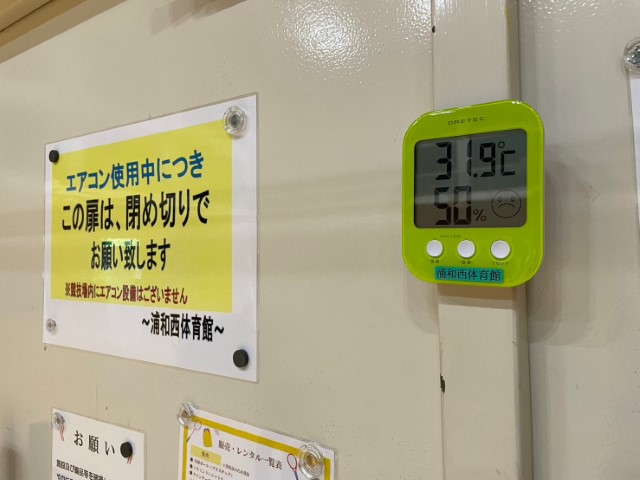 エアコン使用中につき
この扉は、閉め切りで
お願い致します
※競技場内にエアコン設備はございません
～浦和西体育館～
DRETEC
31.9℃
50%
浦和西体育館
お願い
販売・レンタル一覧表